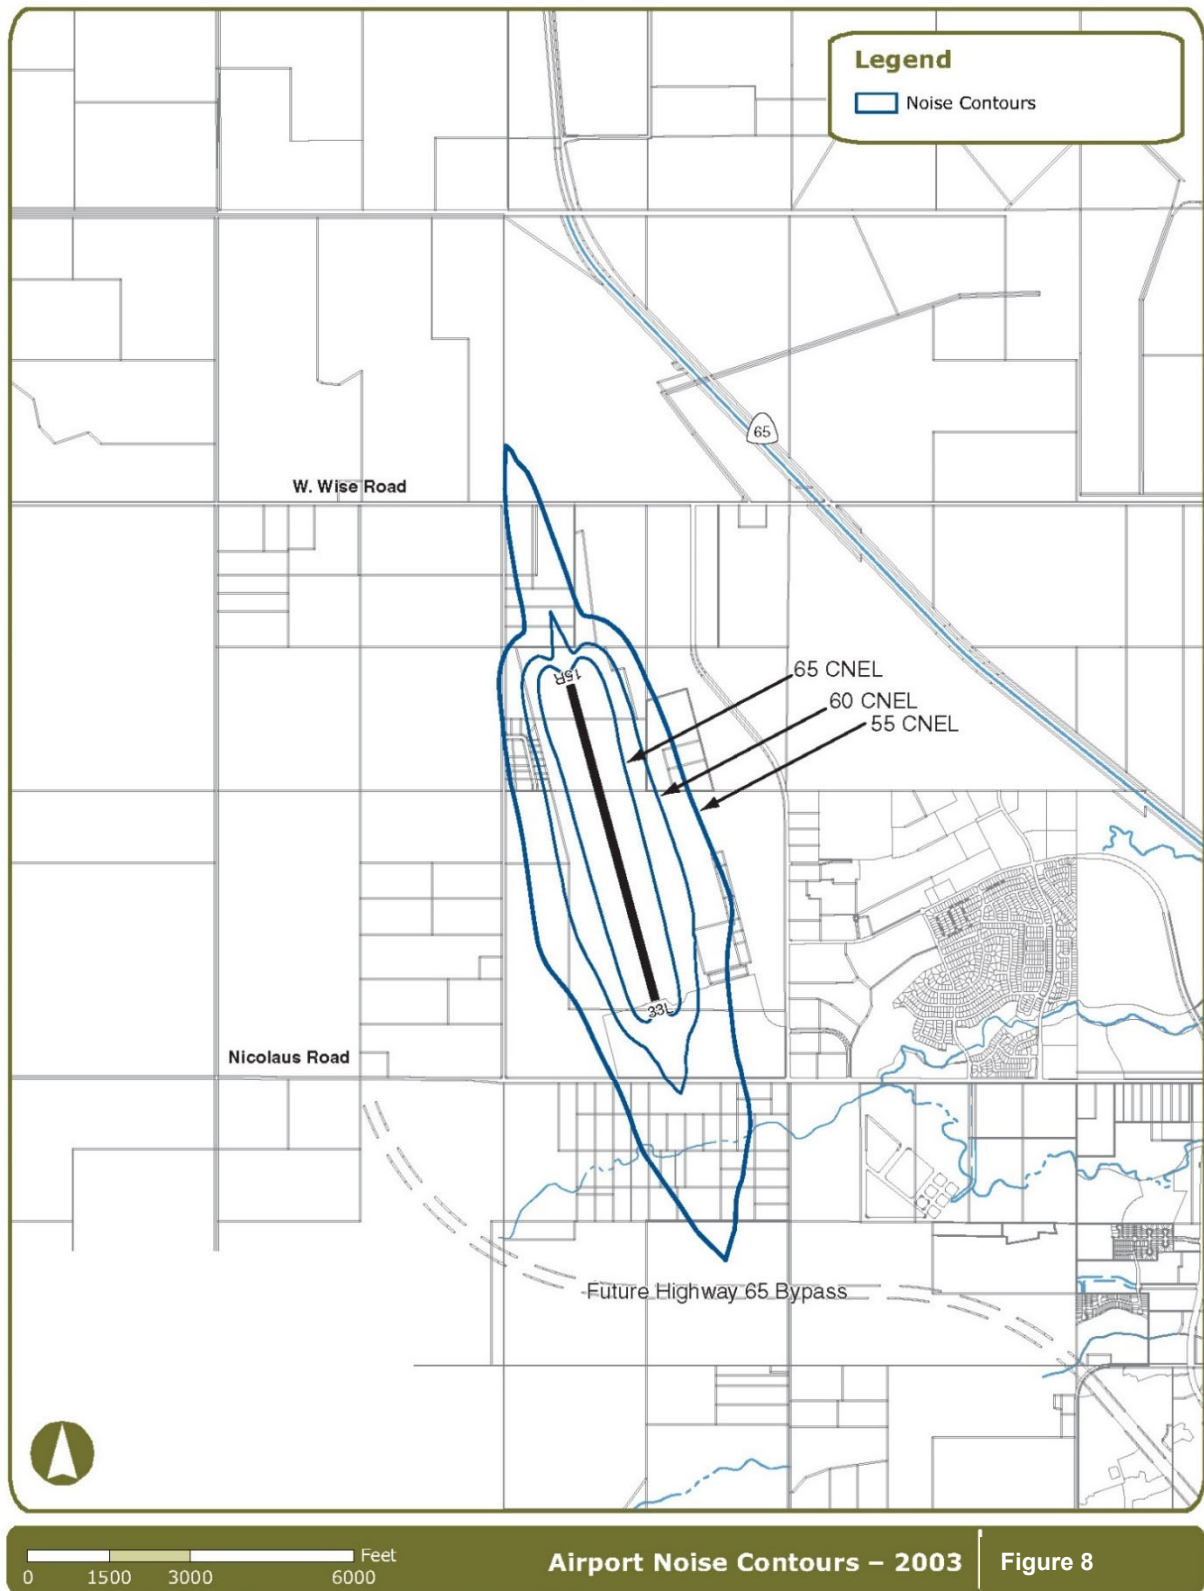 Legend
Noise Contours
65
W. Wise Road
15R
65 CNEL
60 CNEL
55 CNEL
33L
Nicolaus Road
Future Highway 65 Bypass
Feet
0 1500 3000 6000
Airport Noise Contours – 2003
Figure 8